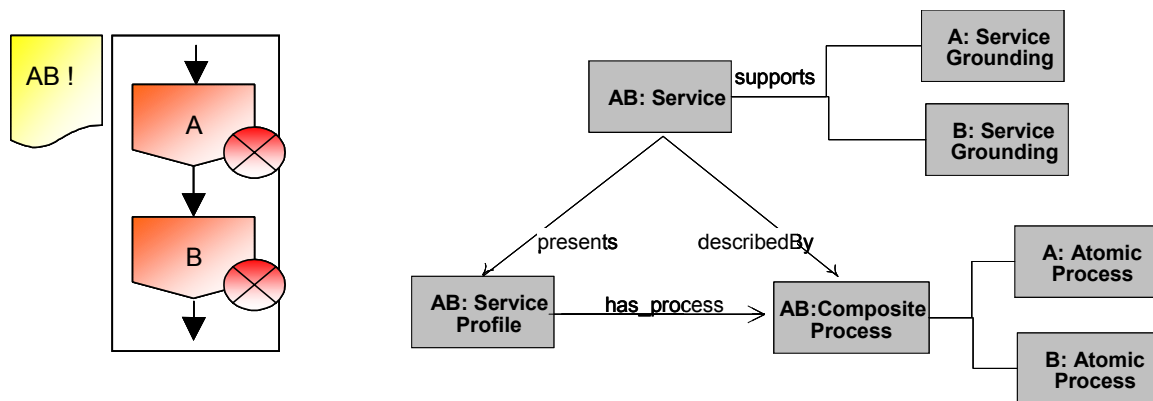 AB !
A
B
AB: Service
supports
A: Service
Grounding
B: Service
Grounding
presents
describedBy
AB: Service
Profile
has_process
AB:Composite
Process
A: Atomic
Process
B: Atomic
Process